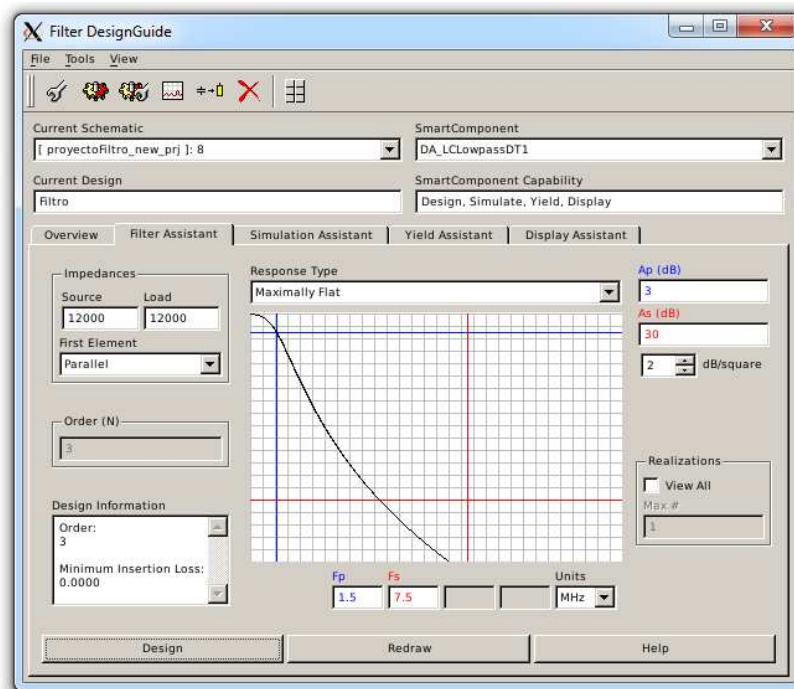 Filter DesignGuide
File Tools View
Current Schematic
SmartComponent
[ proyectoFiltro_new_prj ]: 8
DA_LCLowpassDT1
Current Design
SmartComponent Capability
Filtro
Design, Simulate, Yield, Display
Overview
Filter Assistant
Simulation Assistant
Yield Assistant
Display Assistant
Impedances
Source Load
12000 12000
First Element
Parallel
Response Type
Maximally Flat
Ap (dB)
3
As (dB)
30
2 dB/square
Order (N)
3
Realizations
View All
Max #
1
Design Information
Order:
3
Minimum Insertion Loss:
0.0000
Fp Fs Units
1.5 7.5 MHz
Design
Redraw
Help